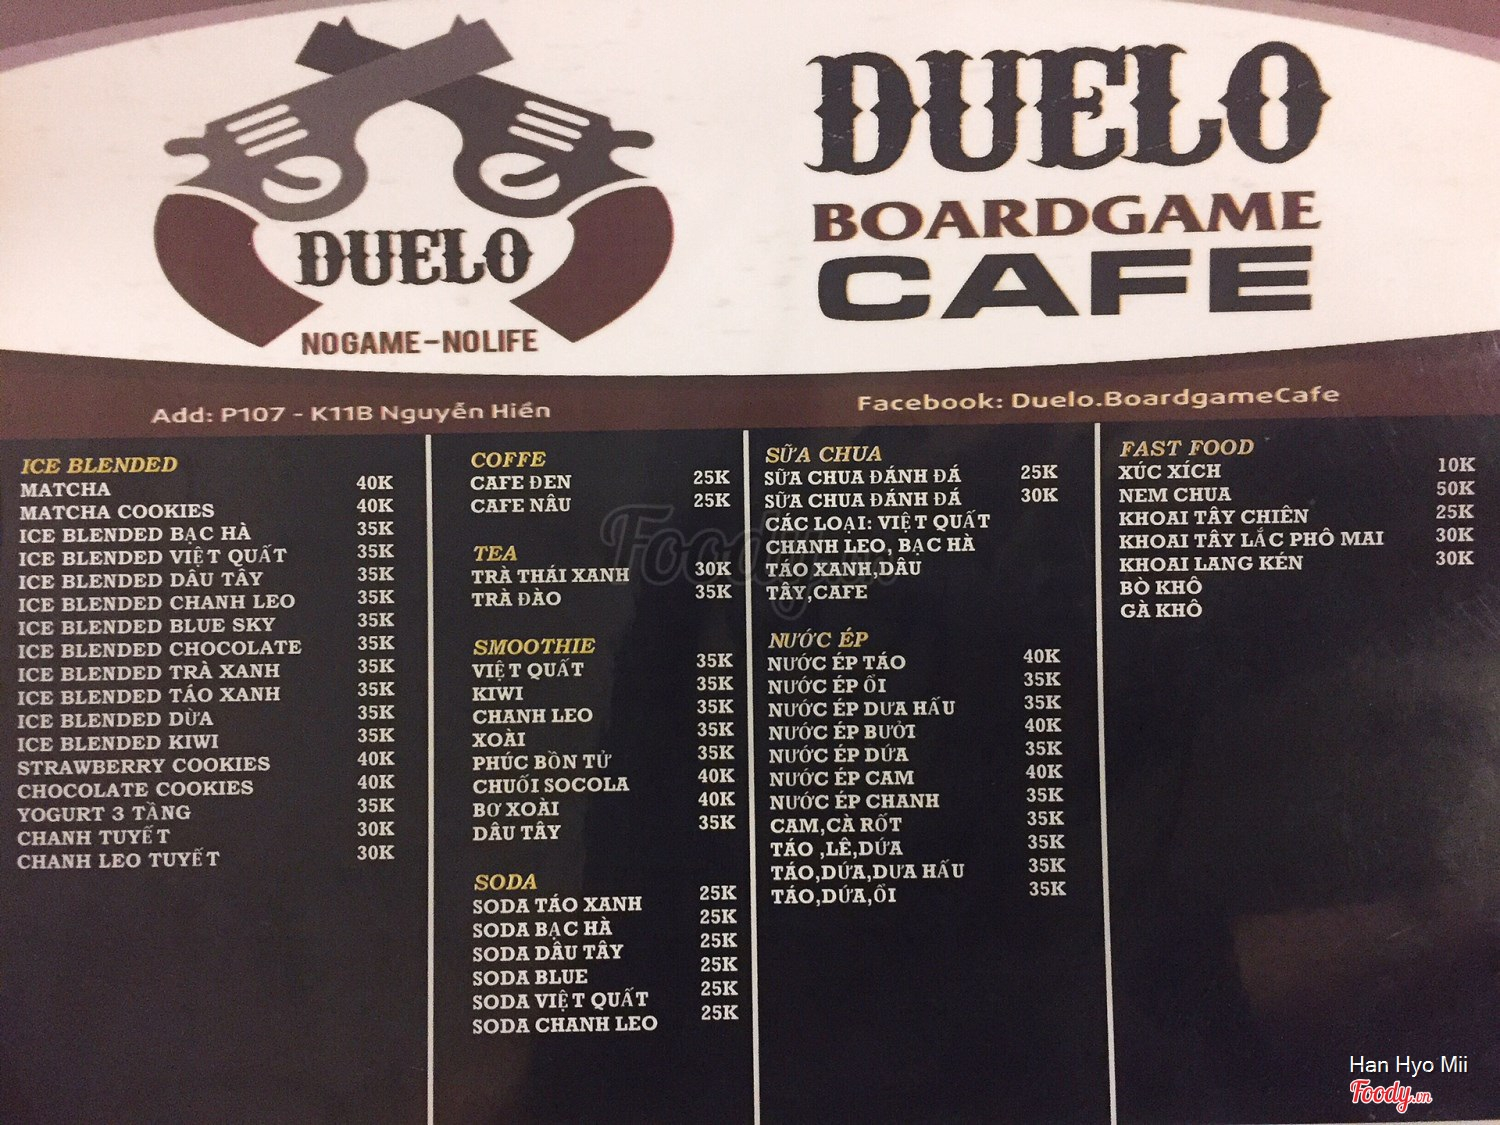 DUELO
NOGAME-NOLIFE
DUELO
BOARDGAME
CAFE
Add: P107 - K11B Nguyễn Hiền
Facebook: Duelo.BoardgameCafe
ICE BLENDED
MATCHA 40K
MATCHA COOKIES 40K
ICE BLENDED BẠC HÀ 35K
ICE BLENDED VIỆT QUẤT 35K
ICE BLENDED DÂU TÂY 35K
ICE BLENDED CHANH LEO 35K
ICE BLENDED BLUE SKY 35K
ICE BLENDED CHOCOLATE 35K
ICE BLENDED TRÀ XANH 35K
ICE BLENDED TÁO XANH 35K
ICE BLENDED DỪA 35K
ICE BLENDED KIWI 35K
STRAWBERRY COOKIES 40K
CHOCOLATE COOKIES 40K
YOGURT 3 TẦNG 35K
CHANH TUYẾT 30K
CHANH LEO TUYẾT 30K
COFFE
CAFE ĐEN 25K
CAFE NÂU 25K
TEA
TRÀ THÁI XANH 30K
TRÀ ĐÀO 35K
SMOOTHIE
VIỆT QUẤT 35K
KIWI 35K
CHANH LEO 35K
XOÀI 35K
PHÚC BỒN TỬ 35K
CHUỐI SOCOLA 40K
BƠ XOÀI 40K
DÂU TÂY 35K
SODA
SODA TÁO XANH 25K
SODA BẠC HÀ 25K
SODA DÂU TÂY 25K
SODA BLUE 25K
SODA VIỆT QUẤT 25K
SODA CHANH LEO 25K
SỮA CHUA
SỮA CHUA ĐÁNH ĐÁ 25K
SỮA CHUA ĐÁNH ĐÁ 30K
CÁC LOẠI: VIỆT QUẤT
CHANH LEO, BẠC HÀ
TÁO XANH,DÂU
TÂY,CAFE
NƯỚC ÉP
NƯỚC ÉP TÁO 40K
NƯỚC ÉP ỔI 35K
NƯỚC ÉP DƯA HẤU 35K
NƯỚC ÉP BƯỞI 40K
NƯỚC ÉP DỨA 35K
NƯỚC ÉP CAM 40K
NƯỚC ÉP CHANH 35K
CAM,CÀ RỐT 35K
TÁO ,LÊ,DỨA 35K
TÁO,DỨA,DƯA HẤU 35K
TÁO,DỨA,ỔI 35K
FAST FOOD
XÚC XÍCH 10K
NEM CHUA 50K
KHOAI TÂY CHIÊN 25K
KHOAI TÂY LẮC PHÔ MAI 30K
KHOAI LANG KÉN 30K
BÒ KHÔ
GÀ KHÔ
Foody.vn
Han Hyo Mii
Foody.vn